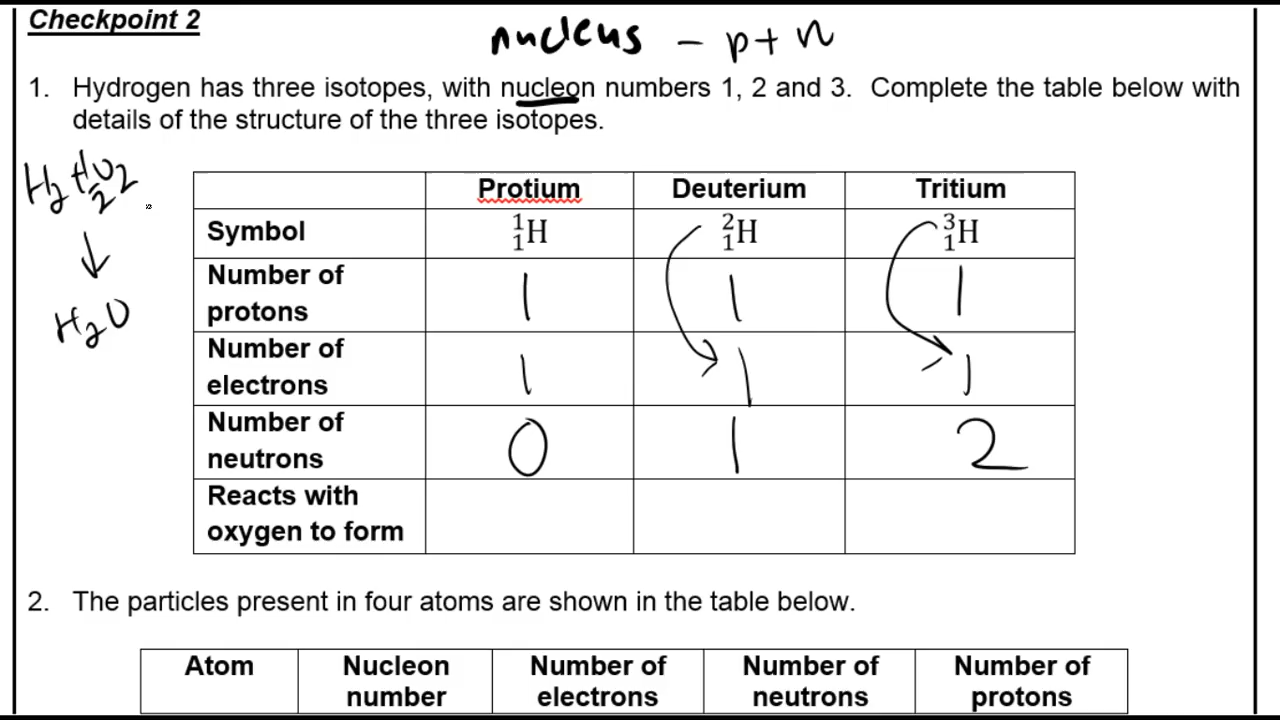 Checkpoint 2
nucleus - p + n
1. Hydrogen has three isotopes, with nucleon numbers 1, 2 and 3. Complete the table below with
details of the structure of the three isotopes.
H₂
↓
H₂O
Protium Deuterium Tritium
Symbol ¹₁H ²₁H ³₁H
Number of
protons 1 1 1
Number of
electrons 1 1 1
Number of
neutrons 0 1 2
Reacts with
oxygen to form
2. The particles present in four atoms are shown in the table below.
Atom Nucleon Number of Number of Number of
number electrons neutrons protons